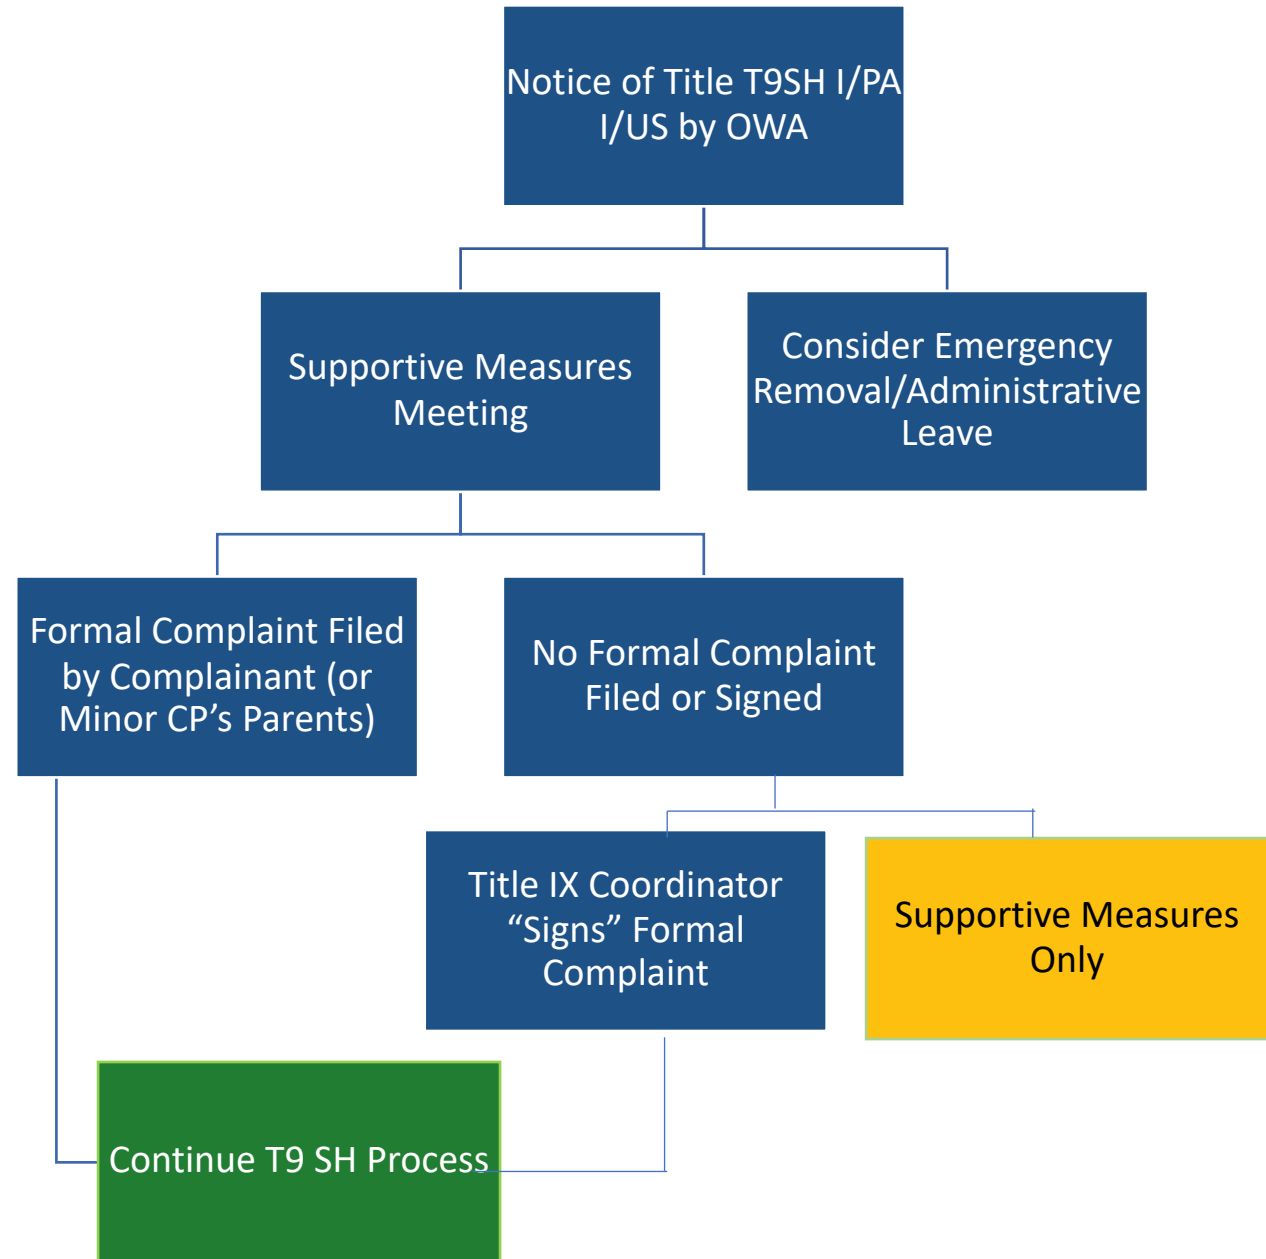 Notice of Title T9SH I/PA
I/US by OWA
Supportive Measures
Meeting
Consider Emergency
Removal/Administrative
Leave
Formal Complaint Filed
by Complainant (or
Minor CP’s Parents)
No Formal Complaint
Filed or Signed
Title IX Coordinator
“Signs” Formal
Complaint
Supportive Measures
Only
Continue T9 SH Process